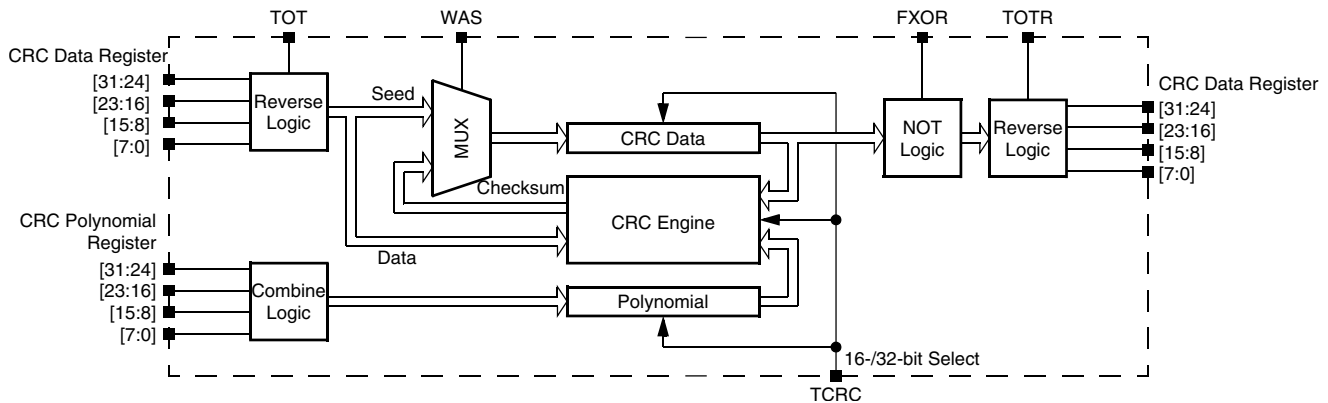 TOT
WAS
FXOR
TOTR
CRC Data Register
[31:24]
[23:16]
[15:8]
[7:0]
Reverse
Logic
Seed
MUX
CRC Data
NOT
Logic
Reverse
Logic
CRC Data Register
[31:24]
[23:16]
[15:8]
[7:0]
Checksum
CRC Engine
Data
CRC Polynomial
Register
[31:24]
[23:16]
[15:8]
[7:0]
Combine
Logic
Polynomial
16-/32-bit Select
TCRC